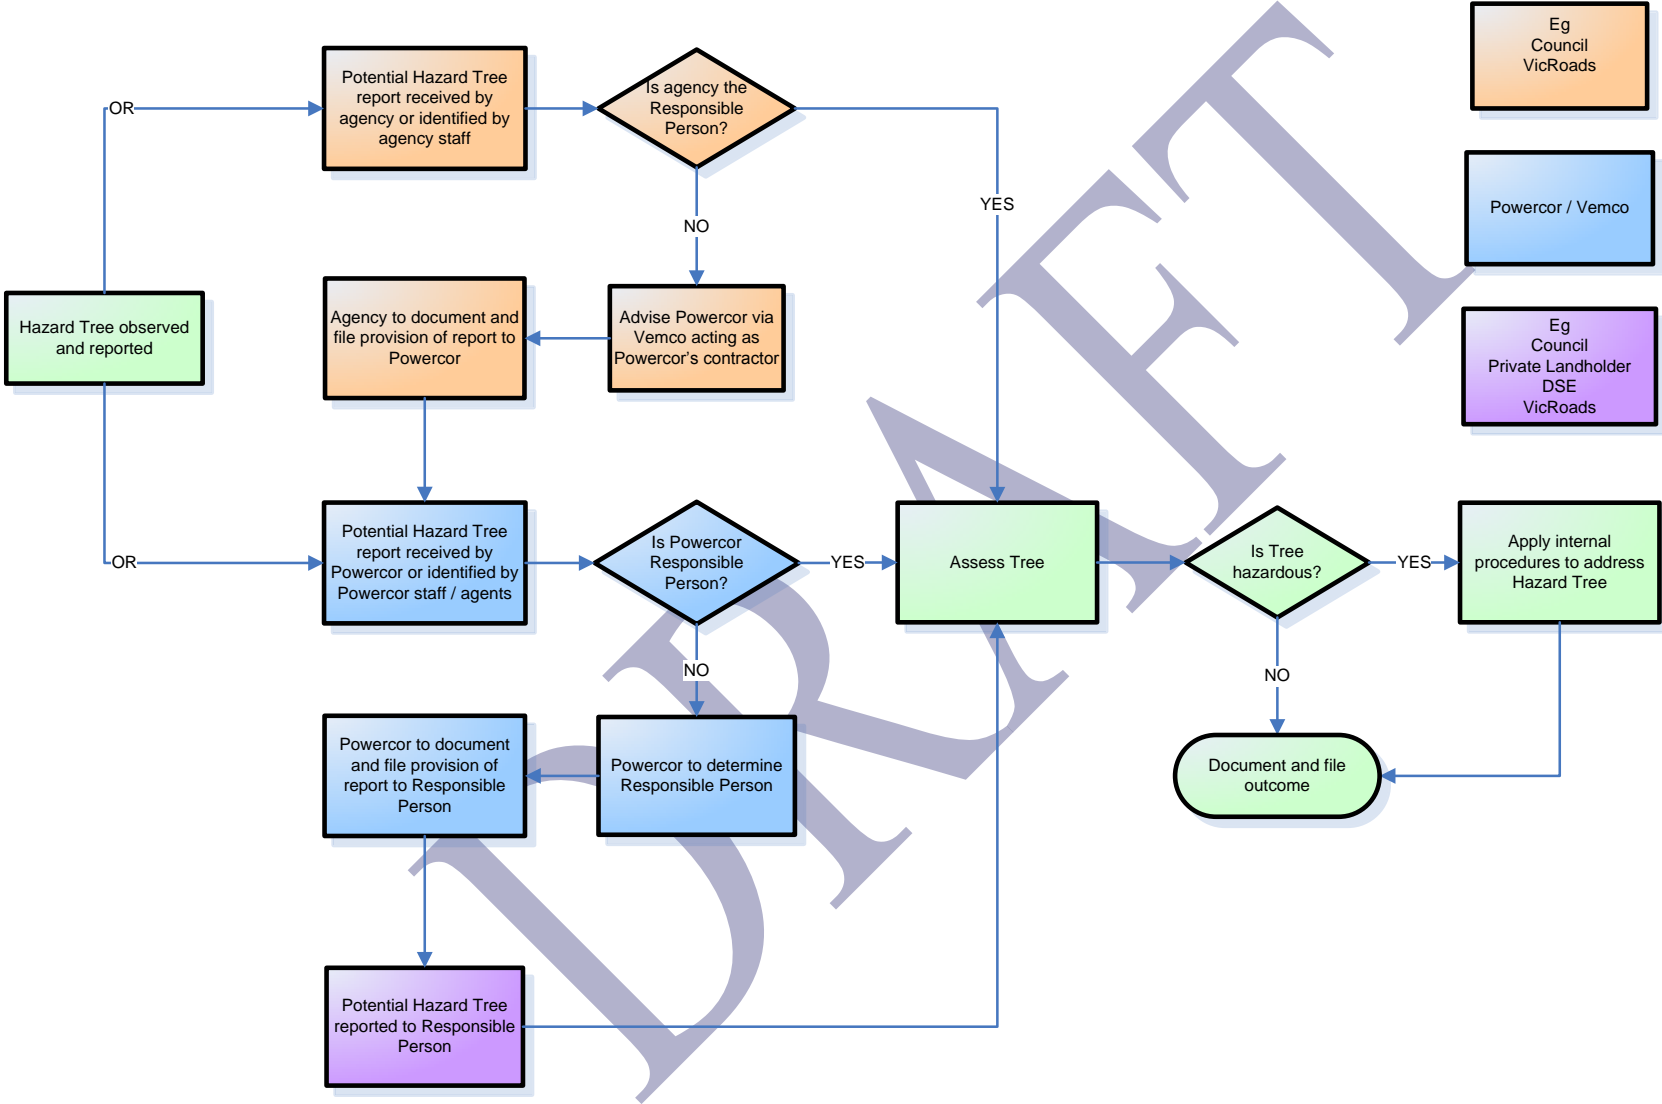 OR
Potential Hazard Tree
report received by
agency or identified by
agency staff
Is agency the
Responsible
Person?
YES
NO
Eg
Council
VicRoads
Powercor / Vemco
Eg
Council
Private Landholder
DSE
VicRoads
Hazard Tree observed
and reported
Agency to document and
file provision of report to
Powercor
Advise Powercor via
Vemco acting as
Powercor's contractor
OR
Potential Hazard Tree
report received by
Powercor or identified by
Powercor staff / agents
Is Powercor
Responsible
Person?
YES
Assess Tree
Is Tree
hazardous?
YES
Apply internal
procedures to address
Hazard Tree
NO
NO
Powercor to document
and file provision of
report to Responsible
Person
Powercor to determine
Responsible Person
Document and file
outcome
Potential Hazard Tree
reported to Responsible
Person
DRAFT